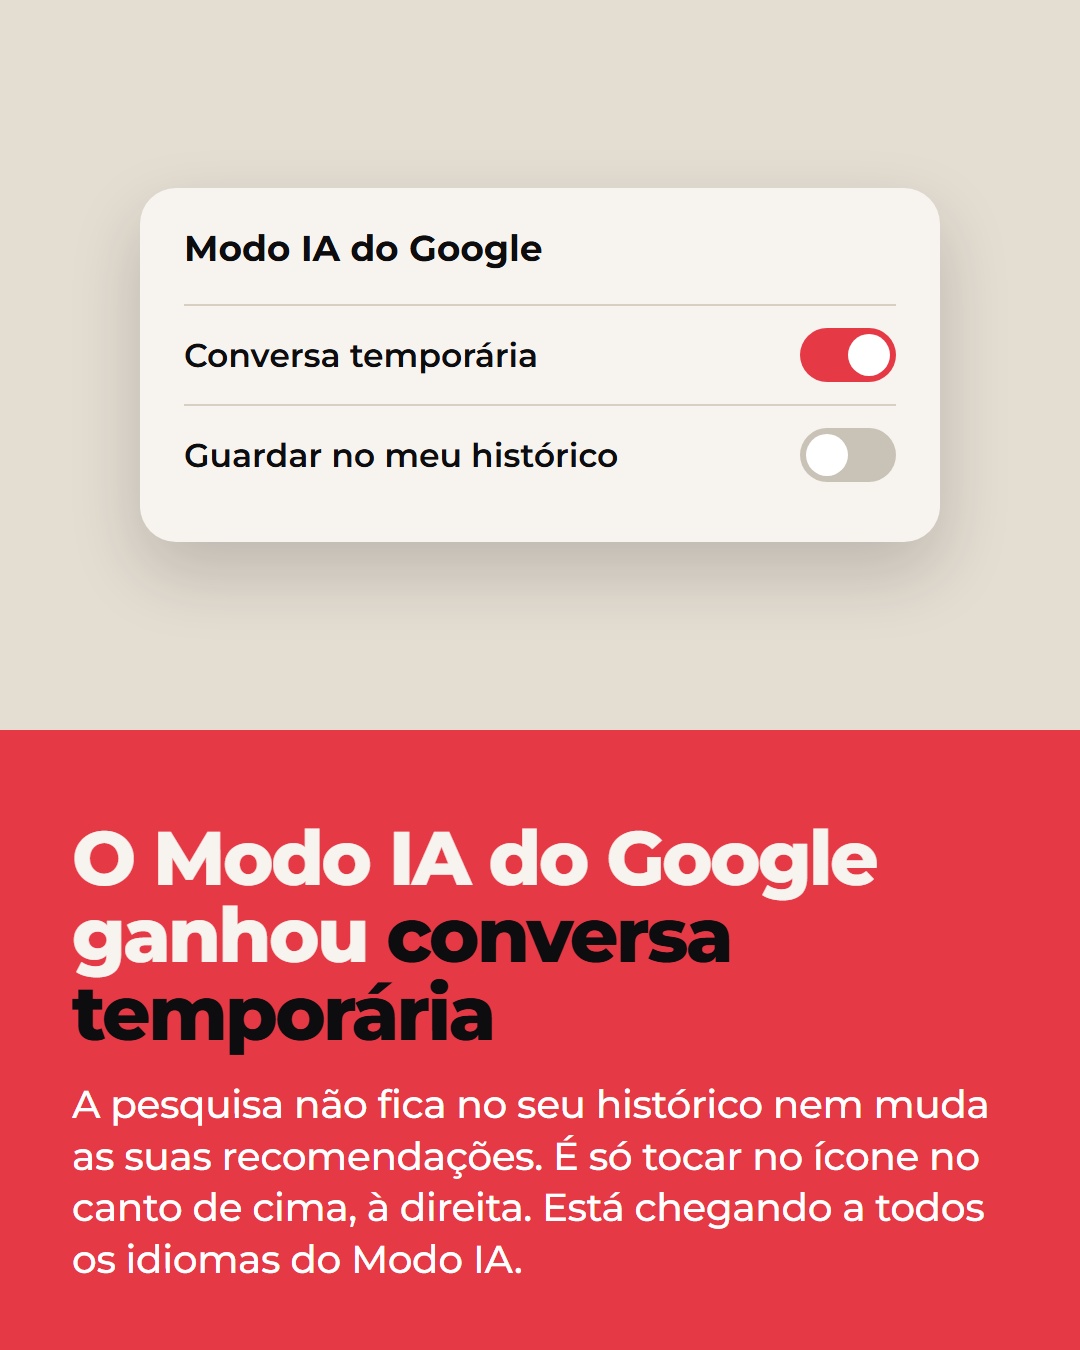 Modo IA do Google
Conversa temporária
Guardar no meu histórico
O Modo IA do Google
ganhou conversa
temporária
A pesquisa não fica no seu histórico nem muda
as suas recomendações. É só tocar no ícone no
canto de cima, à direita. Está chegando a todos
os idiomas do Modo IA.